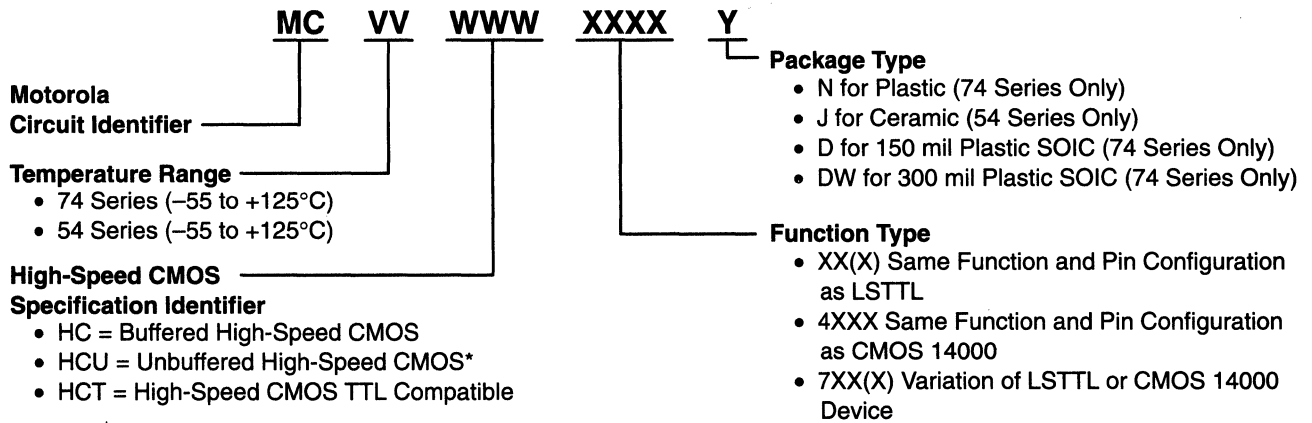 MC VV WWW XXXX Y
Motorola
Circuit Identifier
Temperature Range
• 74 Series (–55 to +125°C)
• 54 Series (–55 to +125°C)
High-Speed CMOS
Specification Identifier
• HC = Buffered High-Speed CMOS
• HCU = Unbuffered High-Speed CMOS*
• HCT = High-Speed CMOS TTL Compatible
Package Type
• N for Plastic (74 Series Only)
• J for Ceramic (54 Series Only)
• D for 150 mil Plastic SOIC (74 Series Only)
• DW for 300 mil Plastic SOIC (74 Series Only)
Function Type
• XX(X) Same Function and Pin Configuration
as LSTTL
• 4XXX Same Function and Pin Configuration
as CMOS 14000
• 7XX(X) Variation of LSTTL or CMOS 14000
Device